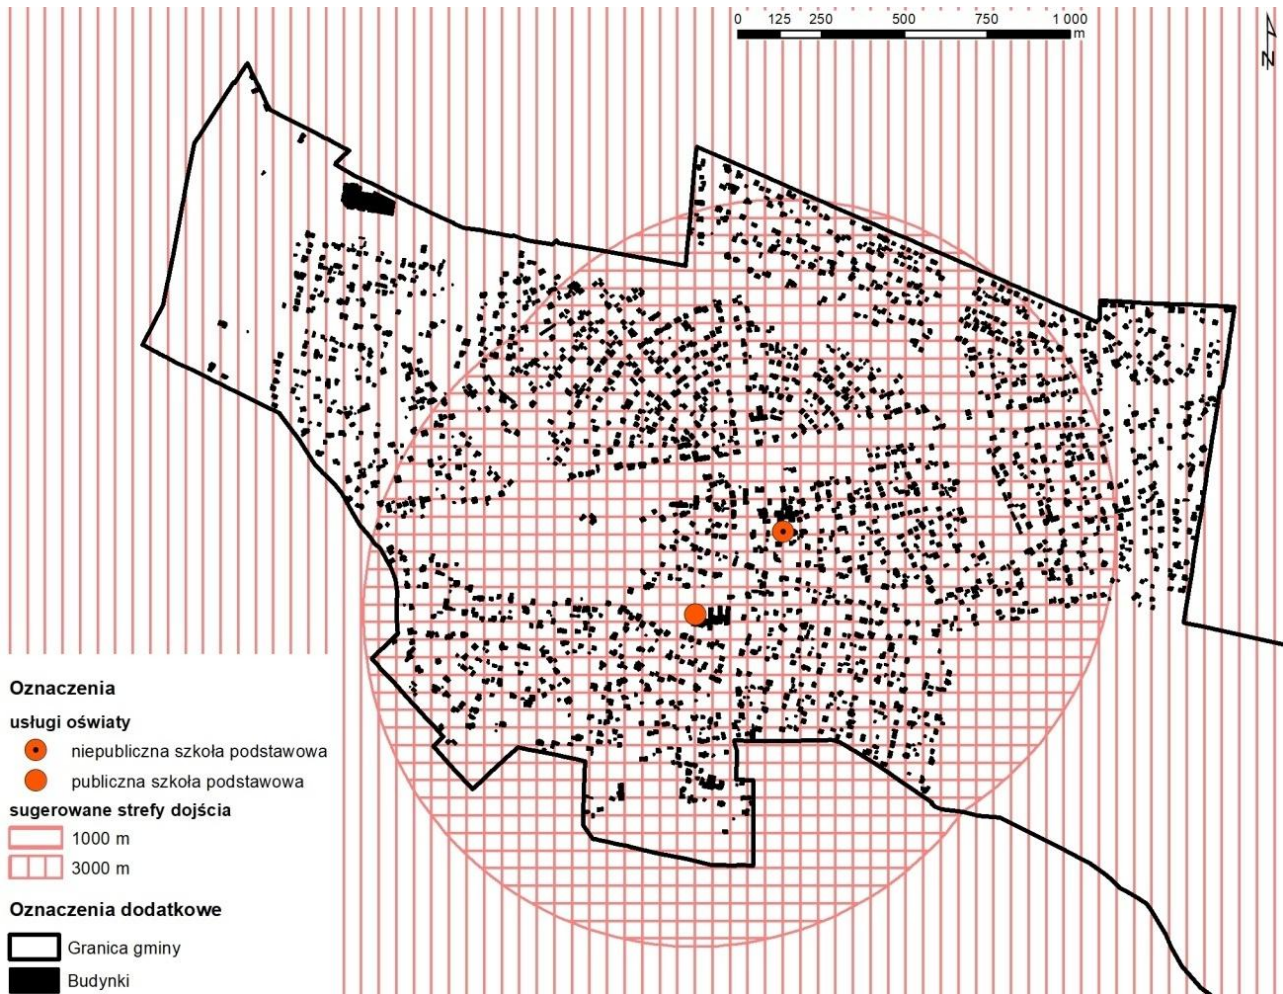 0 125 250 500 750 1 000
m
N
Oznaczenia
usługi oświaty
niepubliczna szkoła podstawowa
publiczna szkoła podstawowa
sugerowane strefy dojścia
1000 m
3000 m
Oznaczenia dodatkowe
Granica gminy
Budynki